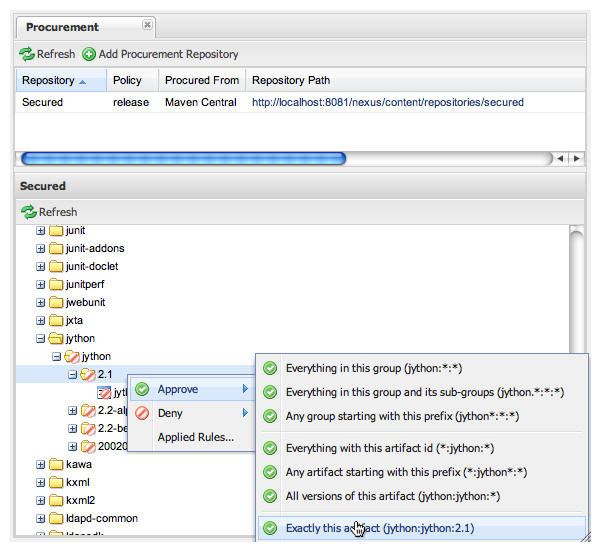 Procurement
Refresh Add Procurement Repository
Repository Policy Procured From Repository Path
Secured release Maven Central http://localhost:8081/nexus/content/repositories/secured
Secured
Refresh
junit
junit-addons
junit-doclet
junitperf
jwebunit
jxta
jython
jython
2.1
2.2-al
2.2-be
20020
kawa
kxml
kxml2
ldapd-common
Approve
Deny
Applied Rules...
Everything in this group (jython:*:*)
Everything in this group and its sub-groups (jython.*:*:*)
Any group starting with this prefix (jython*:*:*)
Everything with this artifact id (*:jython:*)
Any artifact starting with this prefix (*:jython*:*)
All versions of this artifact (jython:jython:*)
Exactly this artifact (jython:jython:2.1)